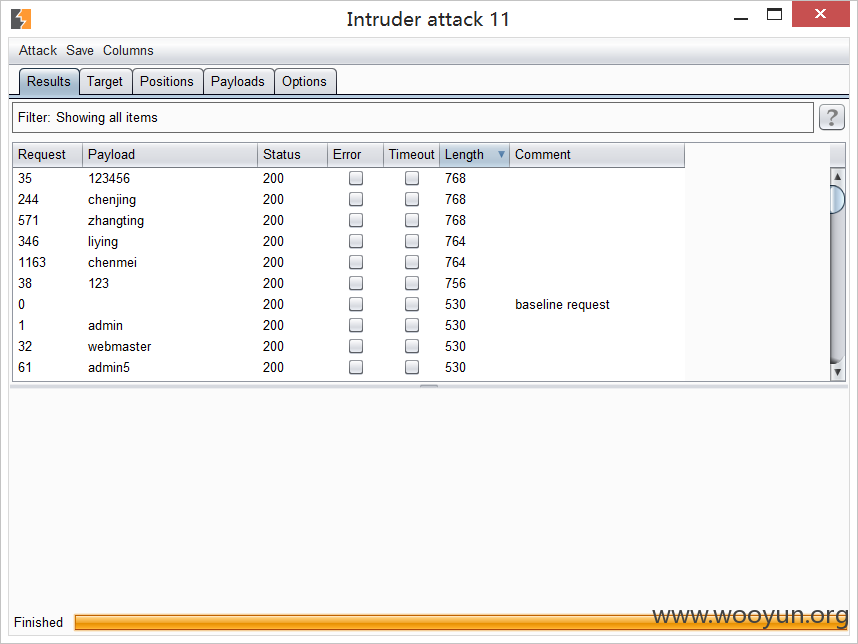 Intruder attack 11
Attack Save Columns
Results Target Positions Payloads Options
Filter: Showing all items
?
Request Payload Status Error Timeout Length Comment
35 123456 200 768
244 chenjing 200 768
571 zhangting 200 768
346 liying 200 764
1163 chenmei 200 764
38 123 200 756
0 200 530 baseline request
1 admin 200 530
32 webmaster 200 530
61 admin5 200 530
www.wooyun.org
Finished